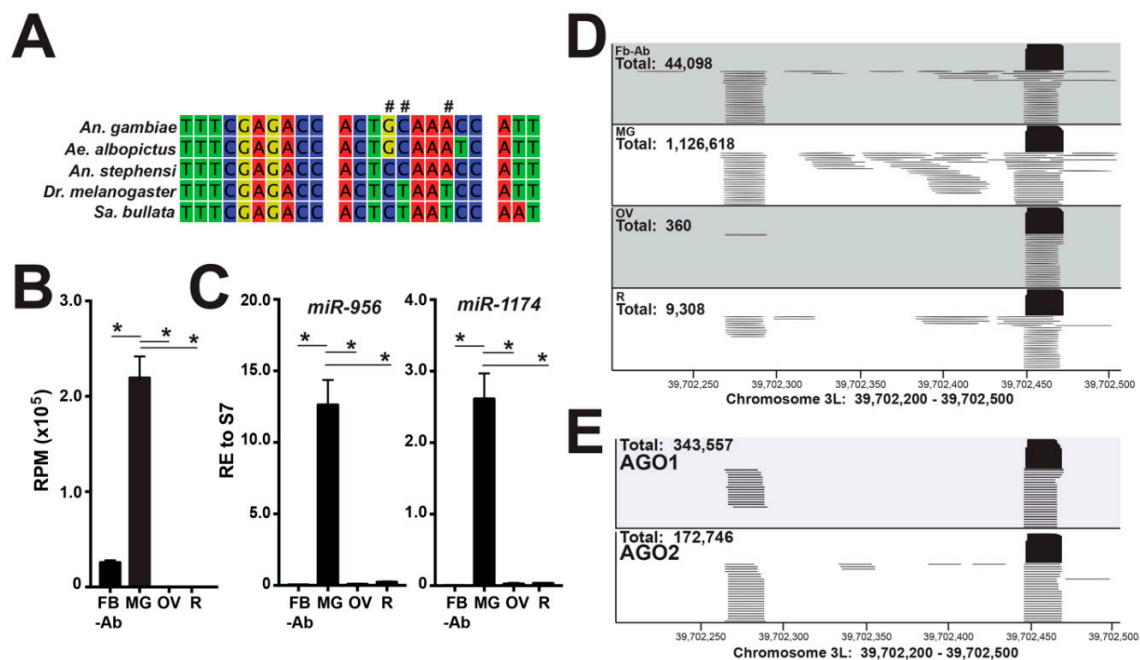 A
# # #
An. gambiae TTTCGAGACC ACTGCAAACC ATT
Ae. albopictus TTTCGAGACC ACTGCAAATC ATT
An. stephensi TTTCGAGACC ACTCCAAACC ATT
Dr. melanogaster TTTCGAGACC ACTCTAATCC ATT
Sa. bullata TTTCGAGACC ACTCTAATCC AAT
B
RPM (x10⁵)
3.0
2.0
1.0
0
* * *
FB-Ab MG OV R
C
RE to S7
miR-956
20.0
15.0
10.0
5.0
0
* * *
FB-Ab MG OV R
miR-1174
4.0
3.0
2.0
1.0
0
* * *
FB-Ab MG OV R
D
Fb-Ab
Total: 44,098
MG
Total: 1,126,618
OV
Total: 360
R
Total: 9,308
39,702,250 39,702,300 39,702,350 39,702,400 39,702,450 39,702,500
Chromosome 3L: 39,702,200 - 39,702,500
E
Total: 343,557
AGO1
Total: 172,746
AGO2
39,702,250 39,702,300 39,702,350 39,702,400 39,702,450 39,702,500
Chromosome 3L: 39,702,200 - 39,702,500